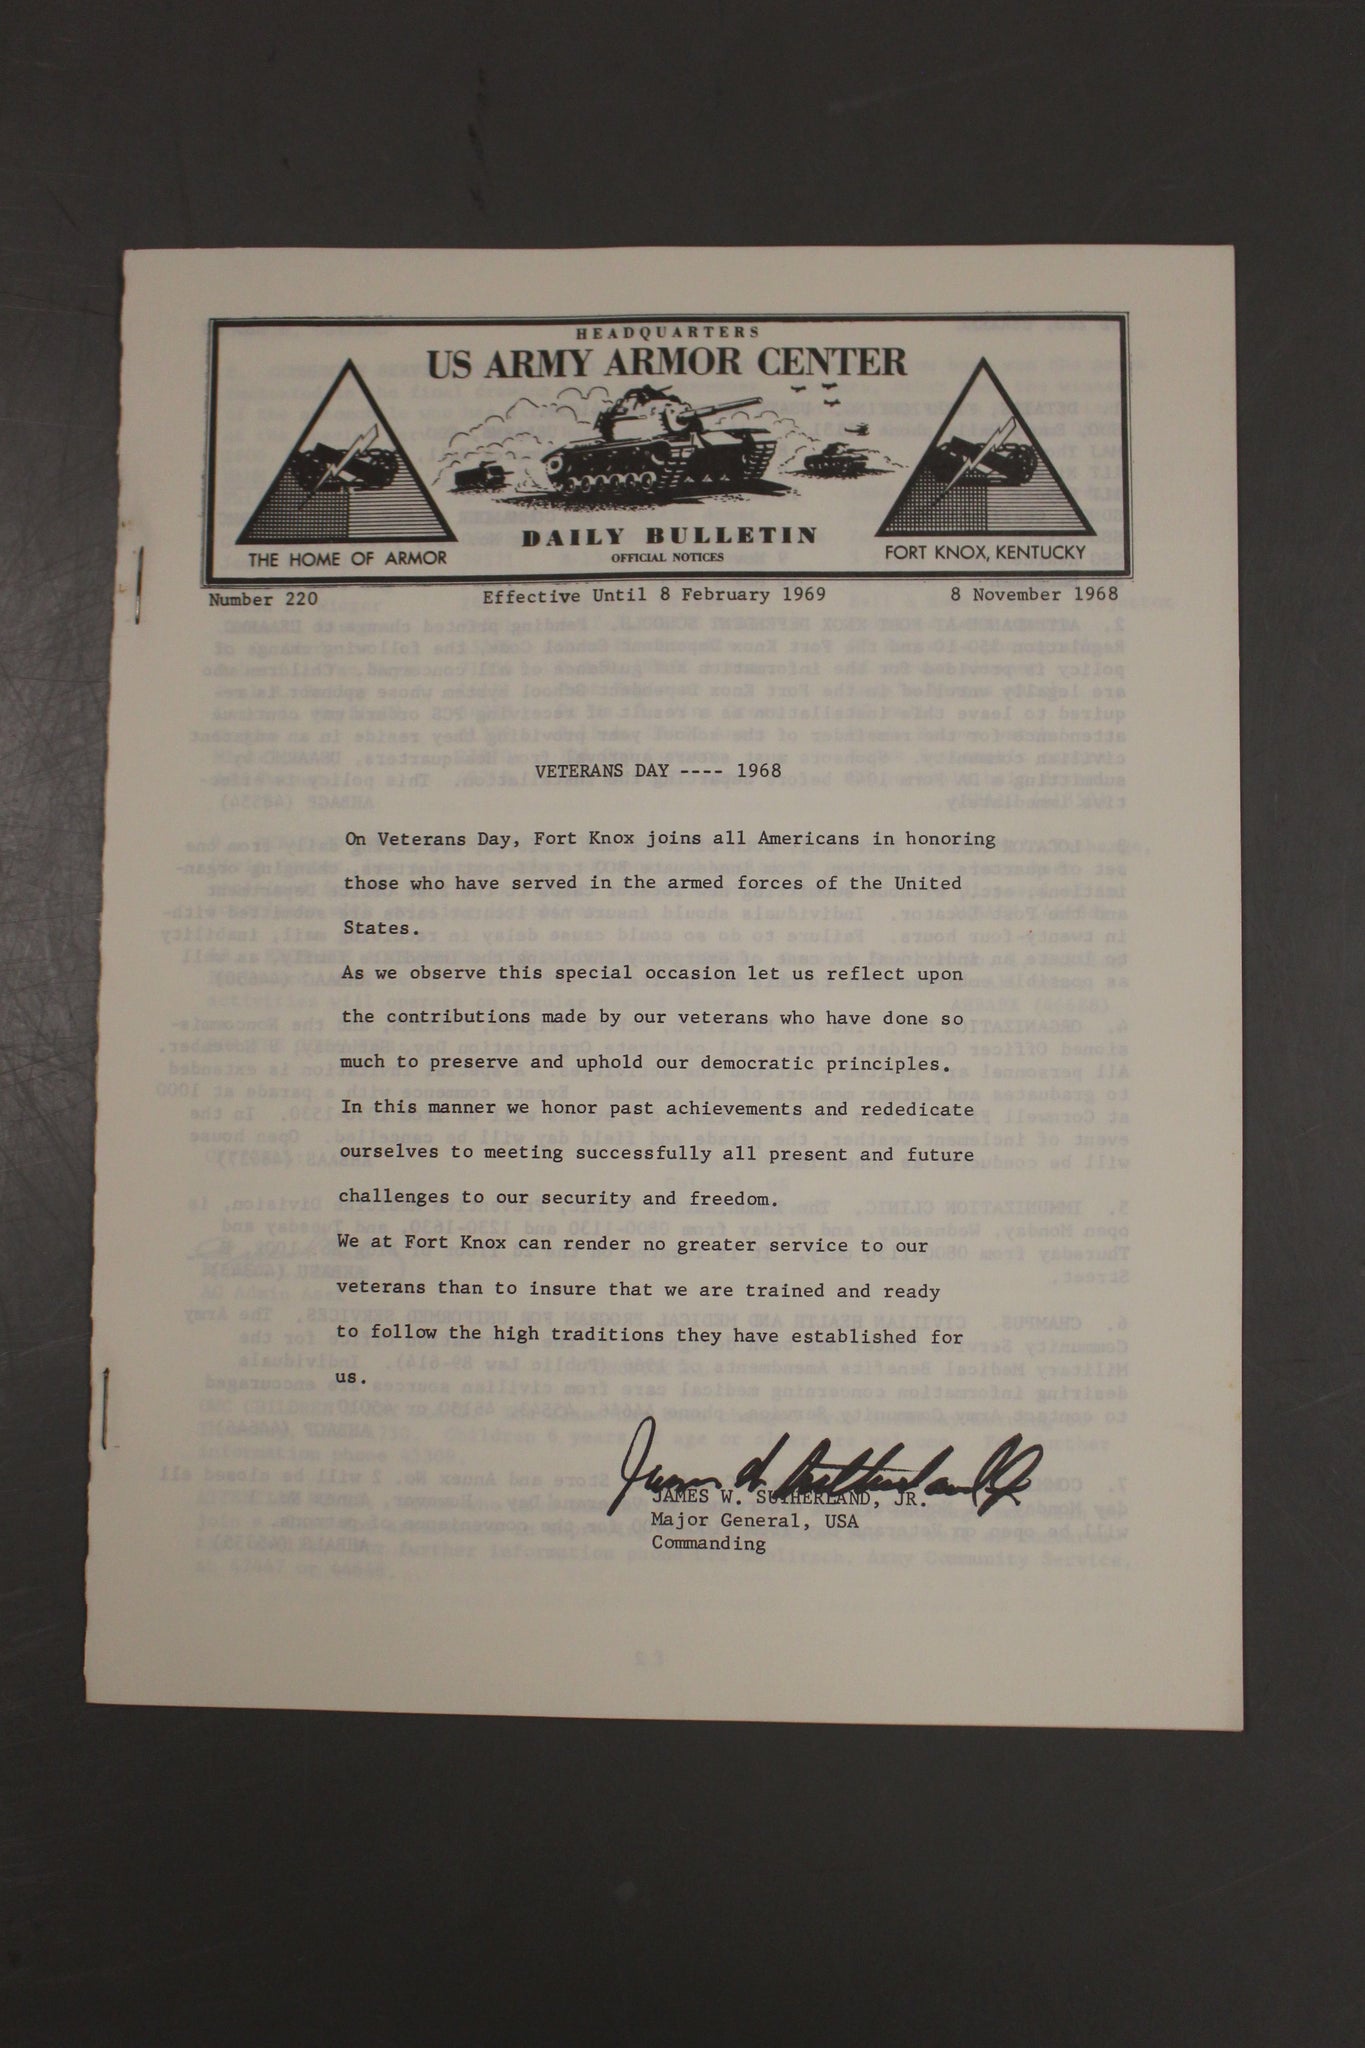 HEADQUARTERS
US ARMY ARMOR CENTER
DAILY BULLETIN
OFFICIAL NOTICES
THE HOME OF ARMOR
FORT KNOX, KENTUCKY
Number 220 Effective Until 8 February 1969 8 November 1968
VETERANS DAY ---- 1968
On Veterans Day, Fort Knox joins all Americans in honoring
those who have served in the armed forces of the United
States.
As we observe this special occasion let us reflect upon
the contributions made by our veterans who have done so
much to preserve and uphold our democratic principles.
In this manner we honor past achievements and rededicate
ourselves to meeting successfully all present and future
challenges to our security and freedom.
We at Fort Knox can render no greater service to our
veterans than to insure that we are trained and ready
to follow the high traditions they have established for
us.
James W. Sutherland Jr
JAMES W. SUTHERLAND, JR.
Major General, USA
Commanding